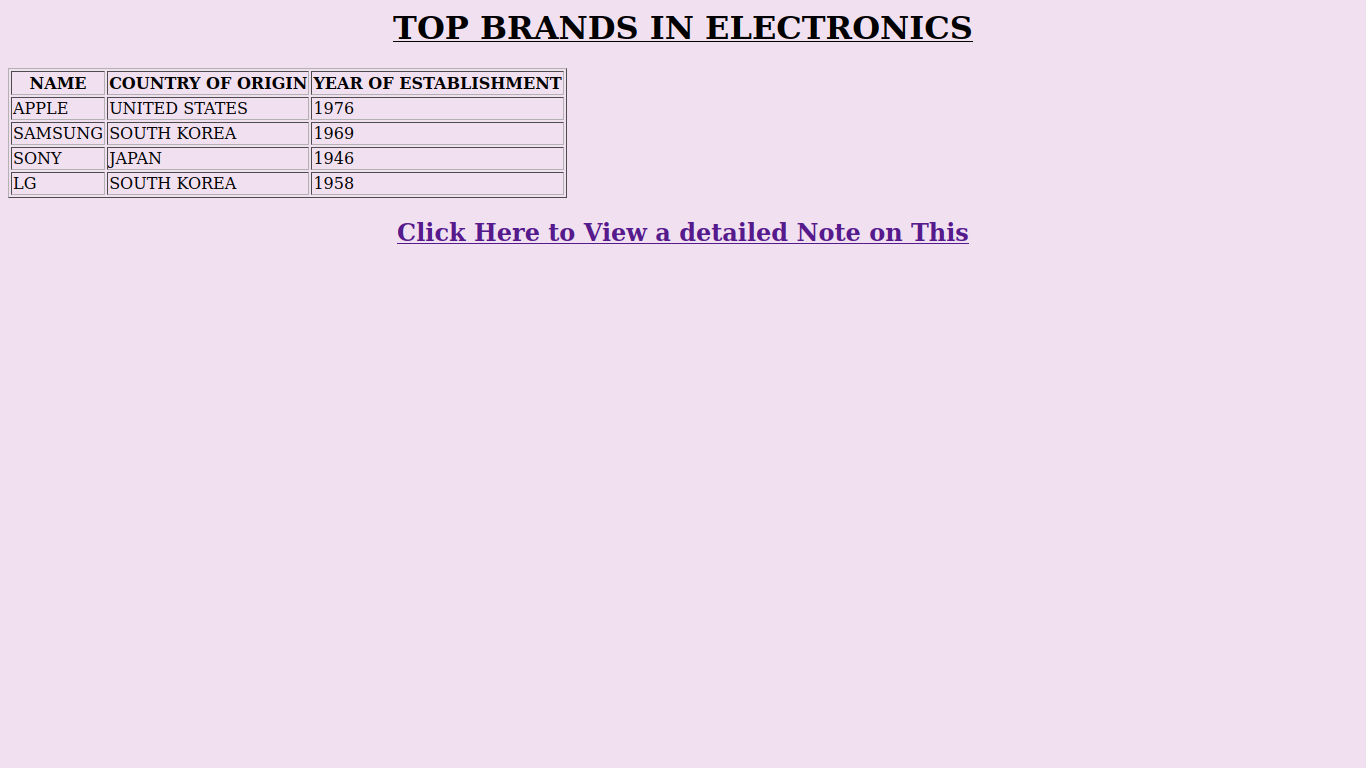 TOP BRANDS IN ELECTRONICS
NAME COUNTRY OF ORIGIN YEAR OF ESTABLISHMENT
APPLE UNITED STATES 1976
SAMSUNG SOUTH KOREA 1969
SONY JAPAN 1946
LG SOUTH KOREA 1958
Click Here to View a detailed Note on This